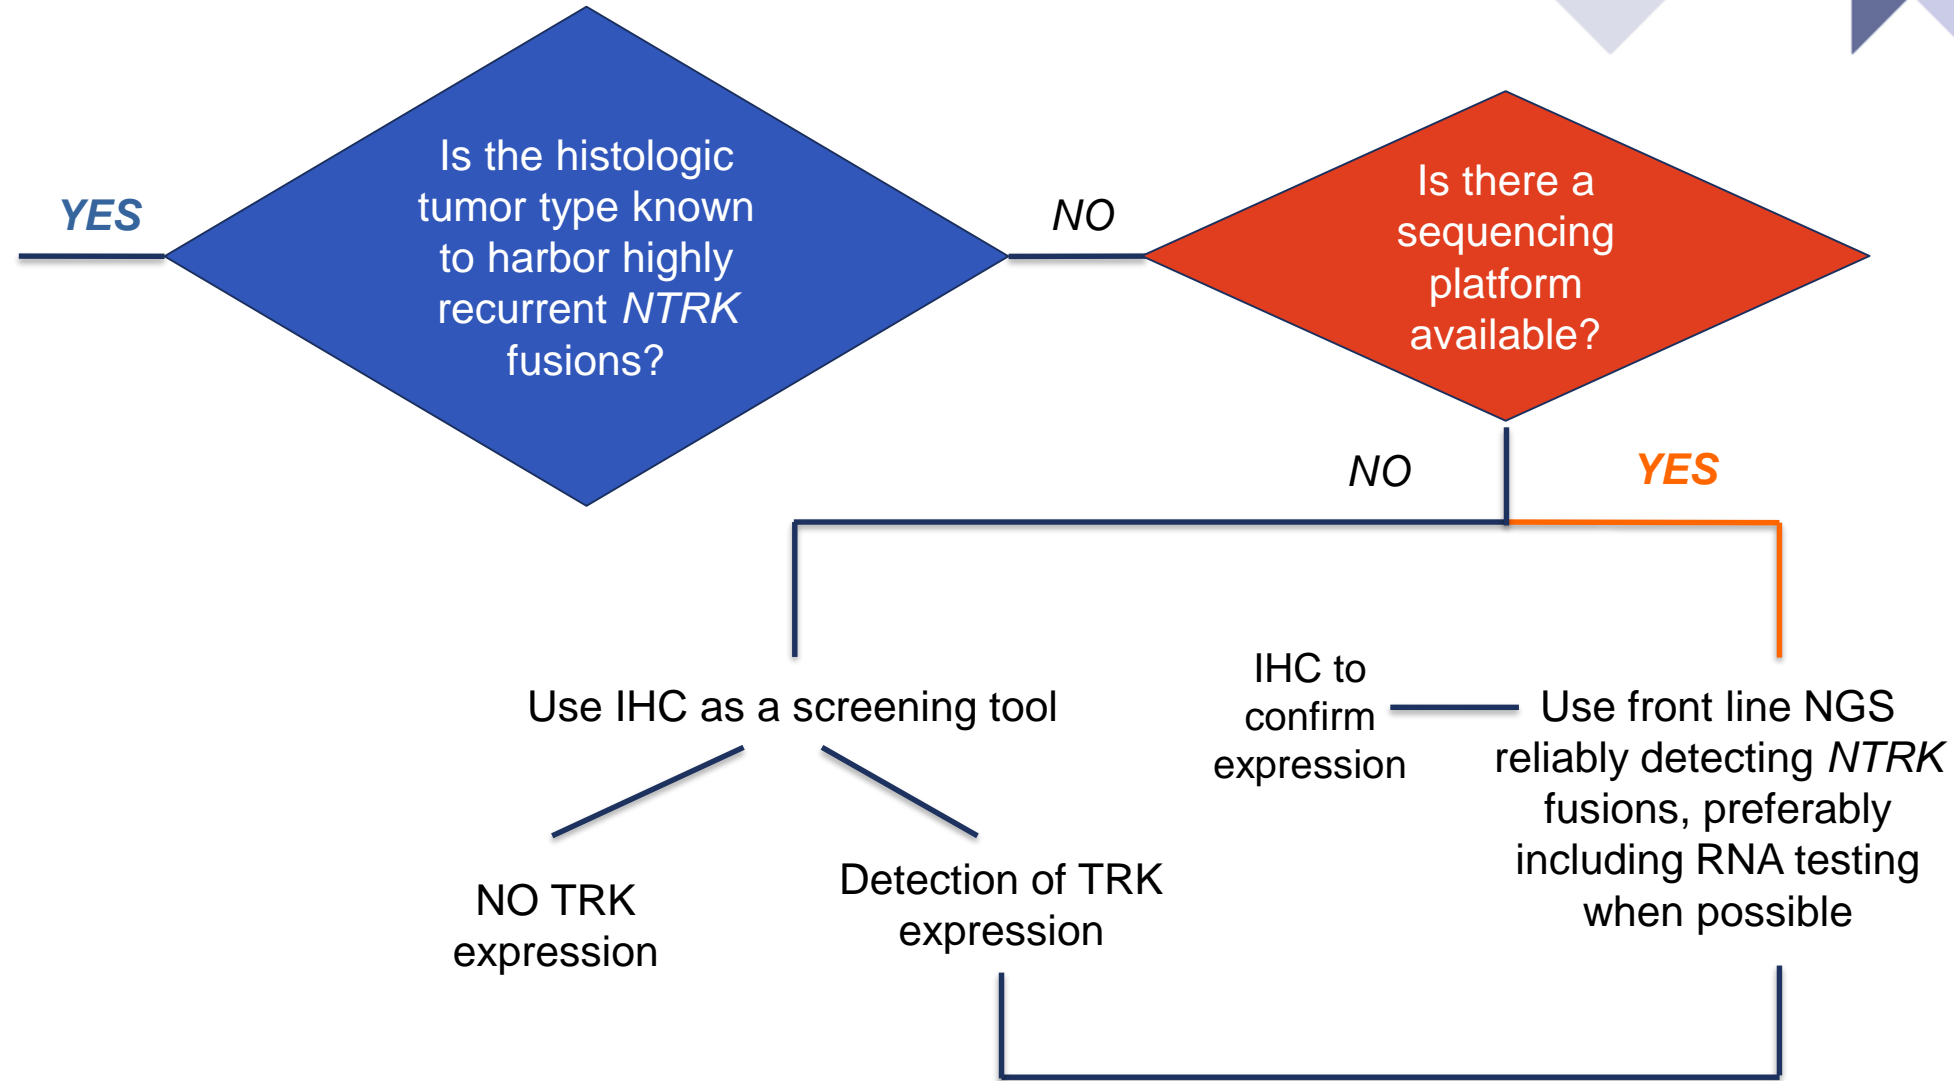 YES
Is the histologic
tumor type known
to harbor highly
recurrent NTRK
fusions?
NO
Is there a
sequencing
platform
available?
NO
YES
Use IHC as a screening tool
NO TRK
expression
Detection of TRK
expression
IHC to
confirm
expression
Use front line NGS
reliably detecting NTRK
fusions, preferably
including RNA testing
when possible